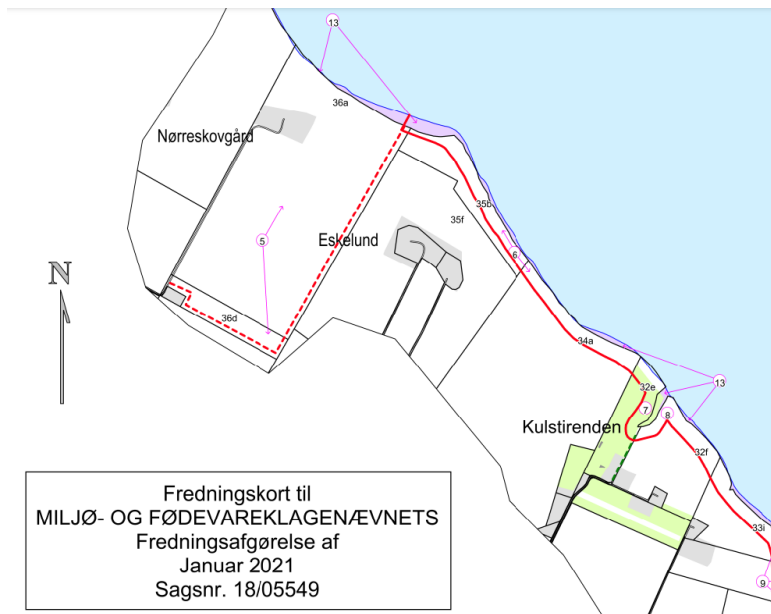 13
36a
Nørreskovgård
35b
35f
5
Eskelund
6
N
36d
34a
13
32e
7
8
Kulstirenden
32f
33i
9
Fredningskort til
MILJØ- OG FØDEVAREKLAGENÆVNETS
Fredningsafgørelse af
Januar 2021
Sagsnr. 18/05549